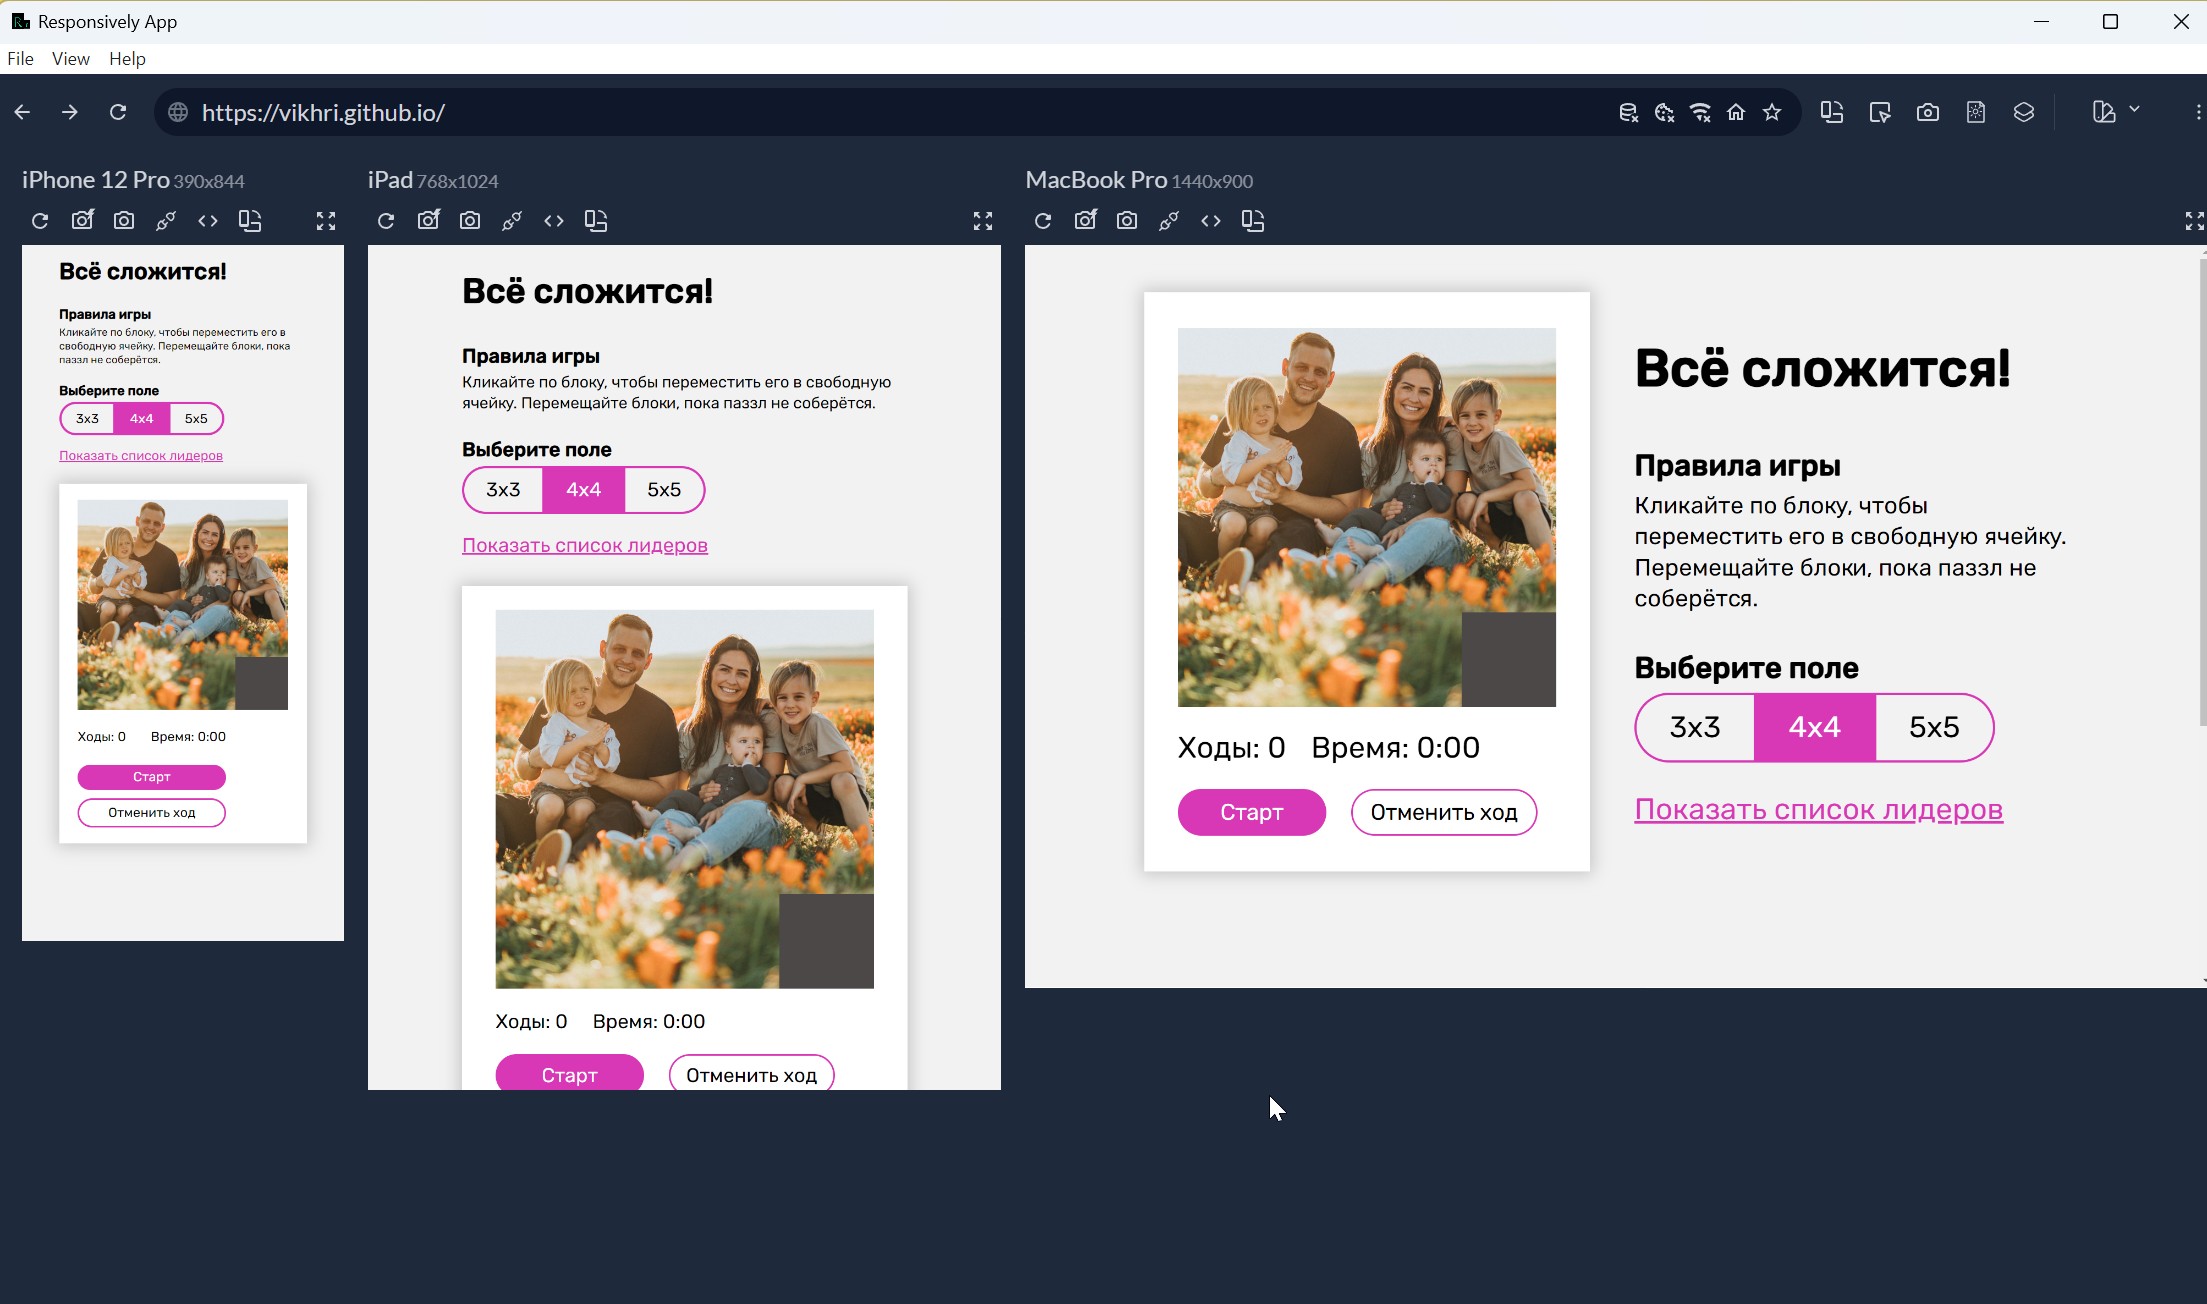 Responsively App
File View Help
https://vikhri.github.io/
iPhone 12 Pro 390x844
Всё сложится!
Правила игры
Кликайте по блоку, чтобы переместить его в
свободную ячейку. Перемещайте блоки, пока
паззл не соберётся.
Выберите поле
3x3 4x4 5x5
Показать список лидеров
Ходы: 0 Время: 0:00
Старт
Отменить ход
iPad 768x1024
Всё сложится!
Правила игры
Кликайте по блоку, чтобы переместить его в свободную
ячейку. Перемещайте блоки, пока паззл не соберётся.
Выберите поле
3x3 4x4 5x5
Показать список лидеров
Ходы: 0 Время: 0:00
Старт Отменить ход
MacBook Pro 1440x900
Ходы: 0 Время: 0:00
Старт Отменить ход
Всё сложится!
Правила игры
Кликайте по блоку, чтобы
переместить его в свободную ячейку.
Перемещайте блоки, пока паззл не
соберётся.
Выберите поле
3x3 4x4 5x5
Показать список лидеров